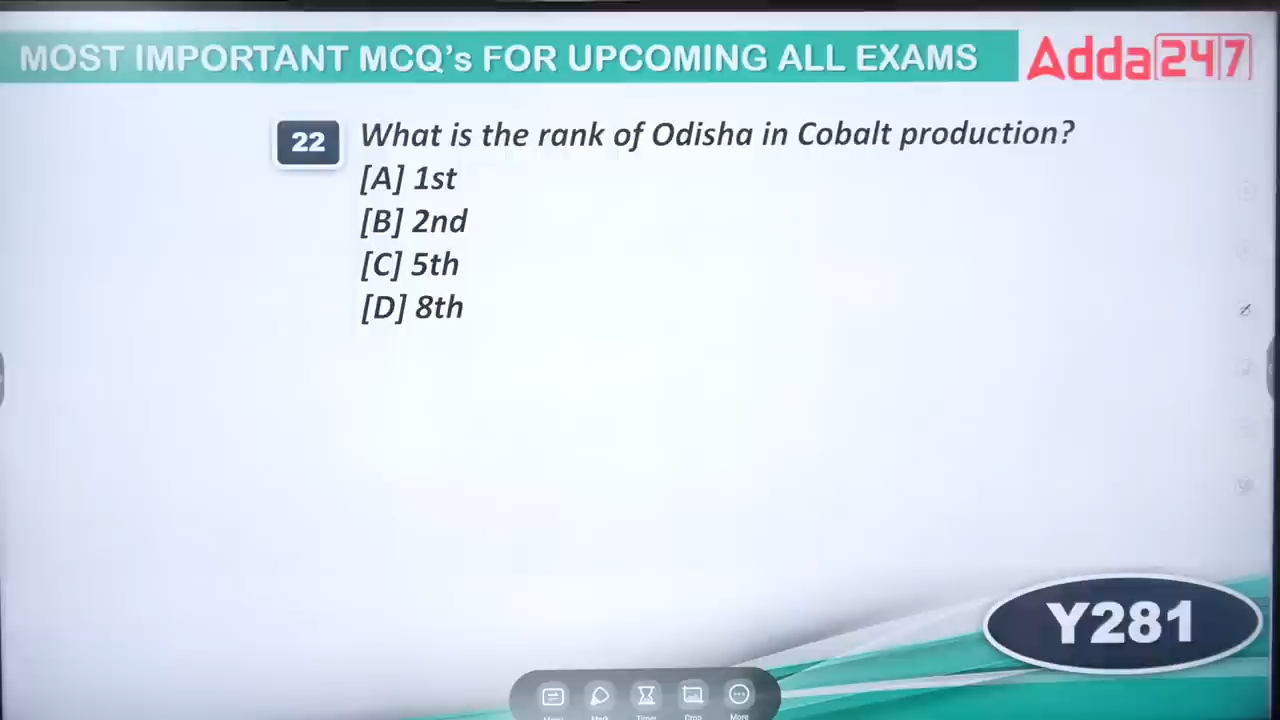 MOST IMPORTANT MCQ's FOR UPCOMING ALL EXAMS
Adda247
22 What is the rank of Odisha in Cobalt production?
[A] 1st
[B] 2nd
[C] 5th
[D] 8th
Y281
More